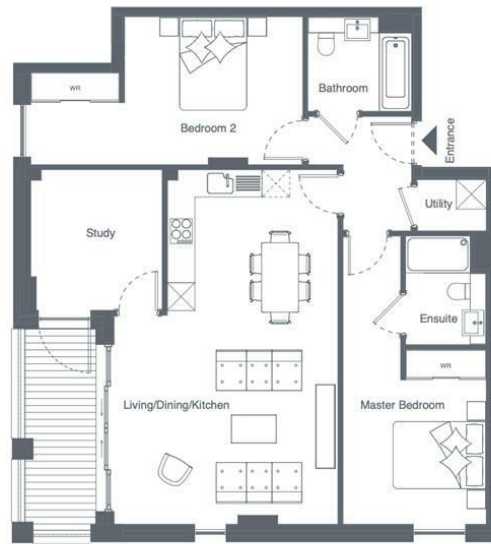 WR
Bathroom
Bedroom 2
Entrance
Study
Utility
Ensuite
WR
Living/Dining/Kitchen
Master Bedroom